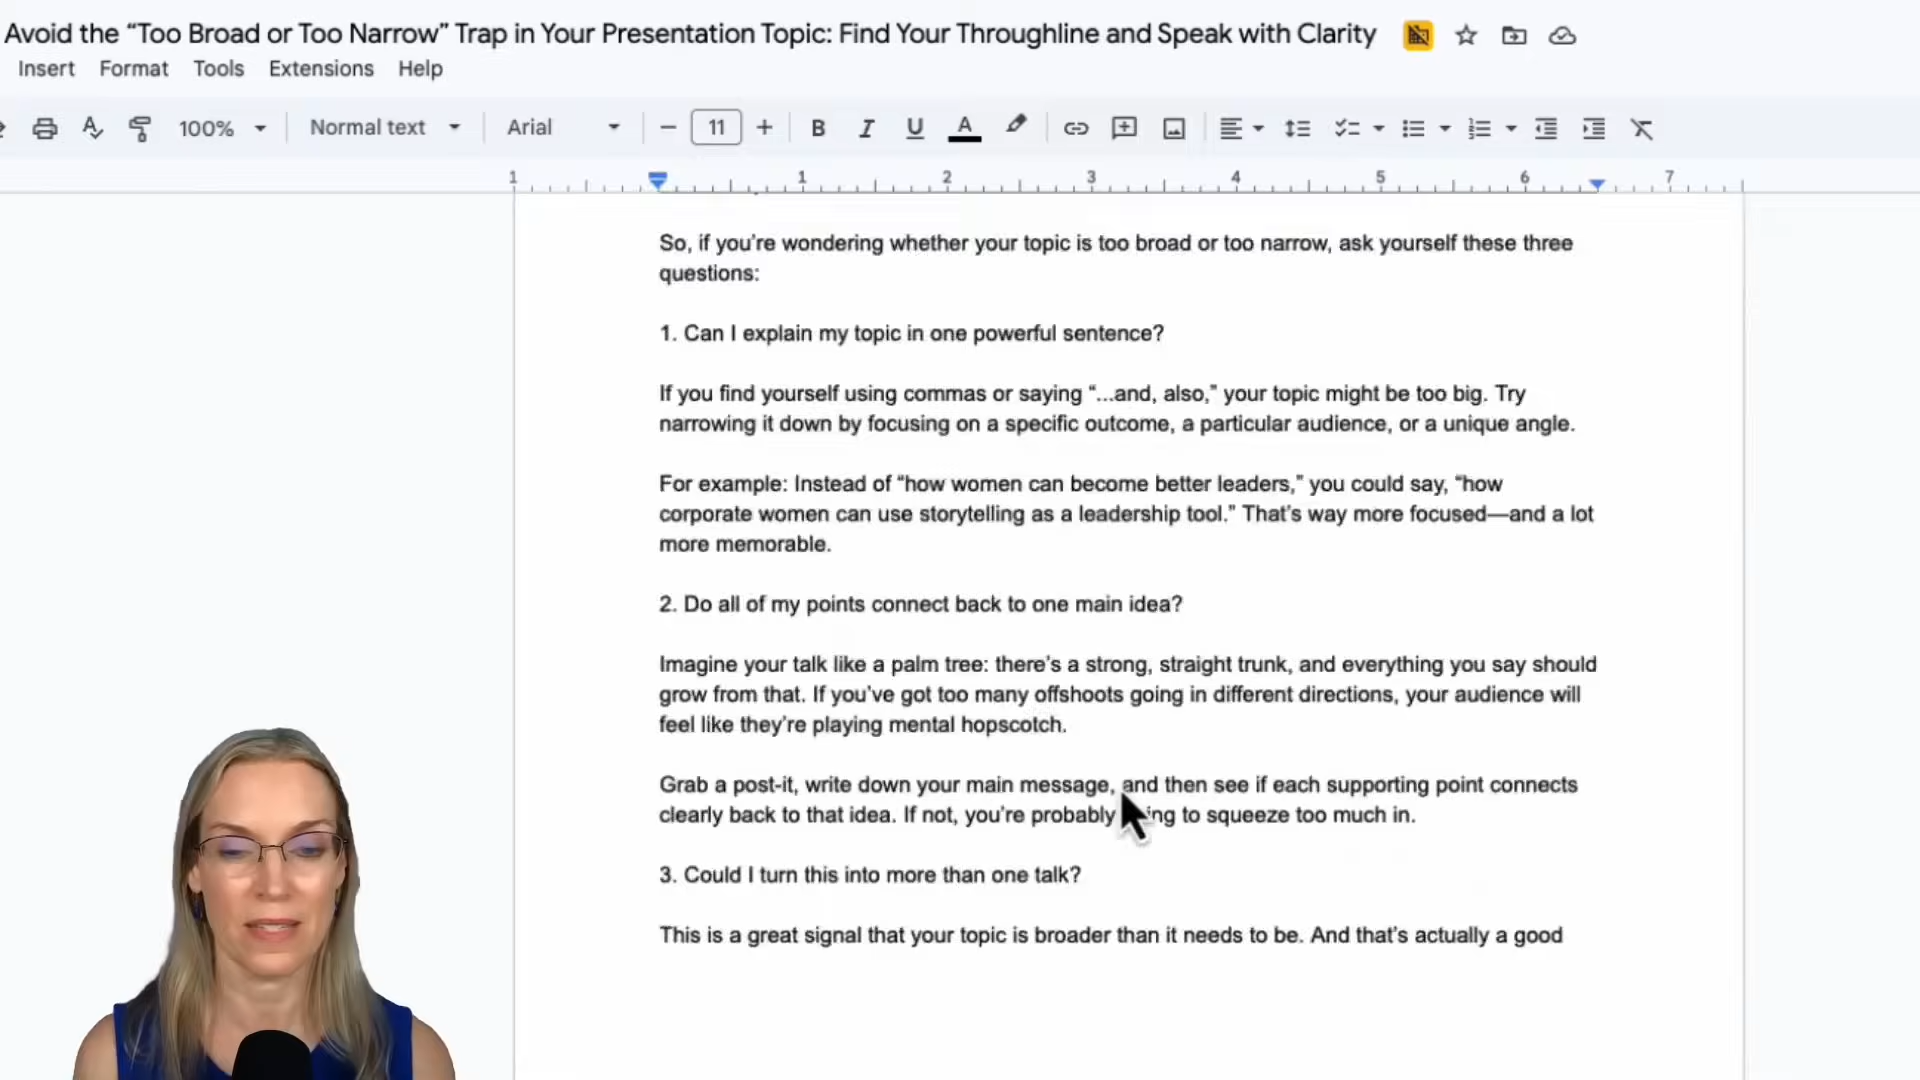 Avoid the “Too Broad or Too Narrow” Trap in Your Presentation Topic: Find Your Throughline and Speak with Clarity
Insert Format Tools Extensions Help
100% Normal text Arial 11 B I U A
1 1 2 3 4 5 6 7
So, if you’re wondering whether your topic is too broad or too narrow, ask yourself these three
questions:
1. Can I explain my topic in one powerful sentence?
If you find yourself using commas or saying “...and, also,” your topic might be too big. Try
narrowing it down by focusing on a specific outcome, a particular audience, or a unique angle.
For example: Instead of “how women can become better leaders,” you could say, “how
corporate women can use storytelling as a leadership tool.” That’s way more focused—and a lot
more memorable.
2. Do all of my points connect back to one main idea?
Imagine your talk like a palm tree: there’s a strong, straight trunk, and everything you say should
grow from that. If you’ve got too many offshoots going in different directions, your audience will
feel like they’re playing mental hopscotch.
Grab a post-it, write down your main message, and then see if each supporting point connects
clearly back to that idea. If not, you’re probably to squeeze too much in.
3. Could I turn this into more than one talk?
This is a great signal that your topic is broader than it needs to be. And that’s actually a good